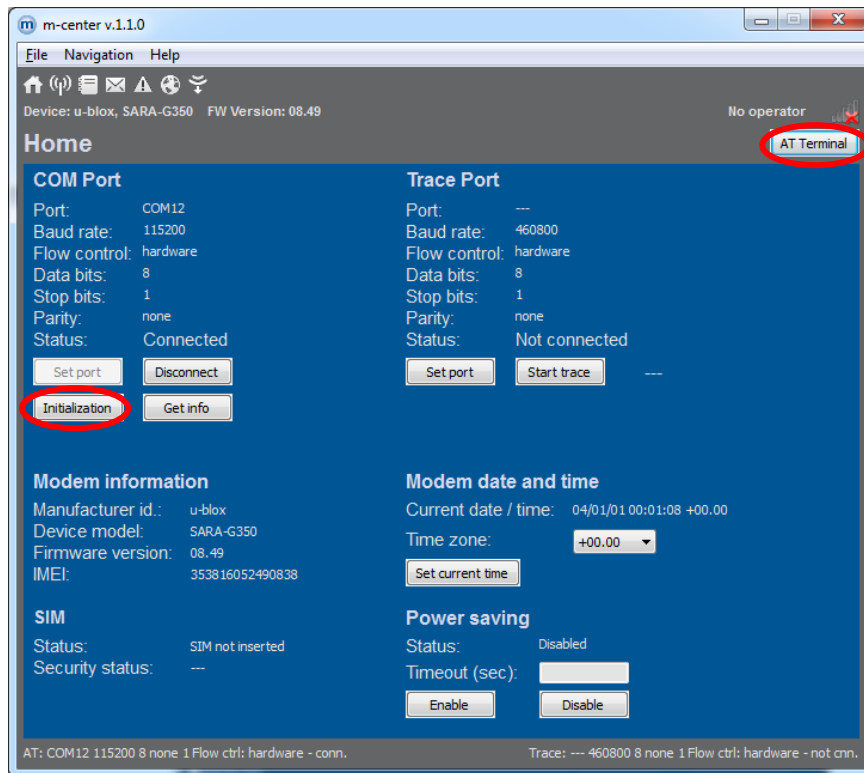 m-center v.1.1.0
File Navigation Help
Device: u-blox, SARA-G350 FW Version: 08.49
No operator
Home
AT Terminal
COM Port
Port: COM12
Baud rate: 115200
Flow control: hardware
Data bits: 8
Stop bits: 1
Parity: none
Status: Connected
Set port Disconnect
Initialization Get info
Trace Port
Port: ---
Baud rate: 460800
Flow control: hardware
Data bits: 8
Stop bits: 1
Parity: none
Status: Not connected
Set port Start trace ---
Modem information
Manufacturer id.: u-blox
Device model: SARA-G350
Firmware version: 08.49
IMEI: 353816052490838
Modem date and time
Current date / time: 04/01/01 00:01:08 +00.00
Time zone: +00.00
Set current time
SIM
Status: SIM not inserted
Security status: ---
Power saving
Status: Disabled
Timeout (sec):
Enable Disable
AT: COM12 115200 8 none 1 Flow ctrl: hardware - conn.
Trace: --- 460800 8 none 1 Flow ctrl: hardware - not cnn.